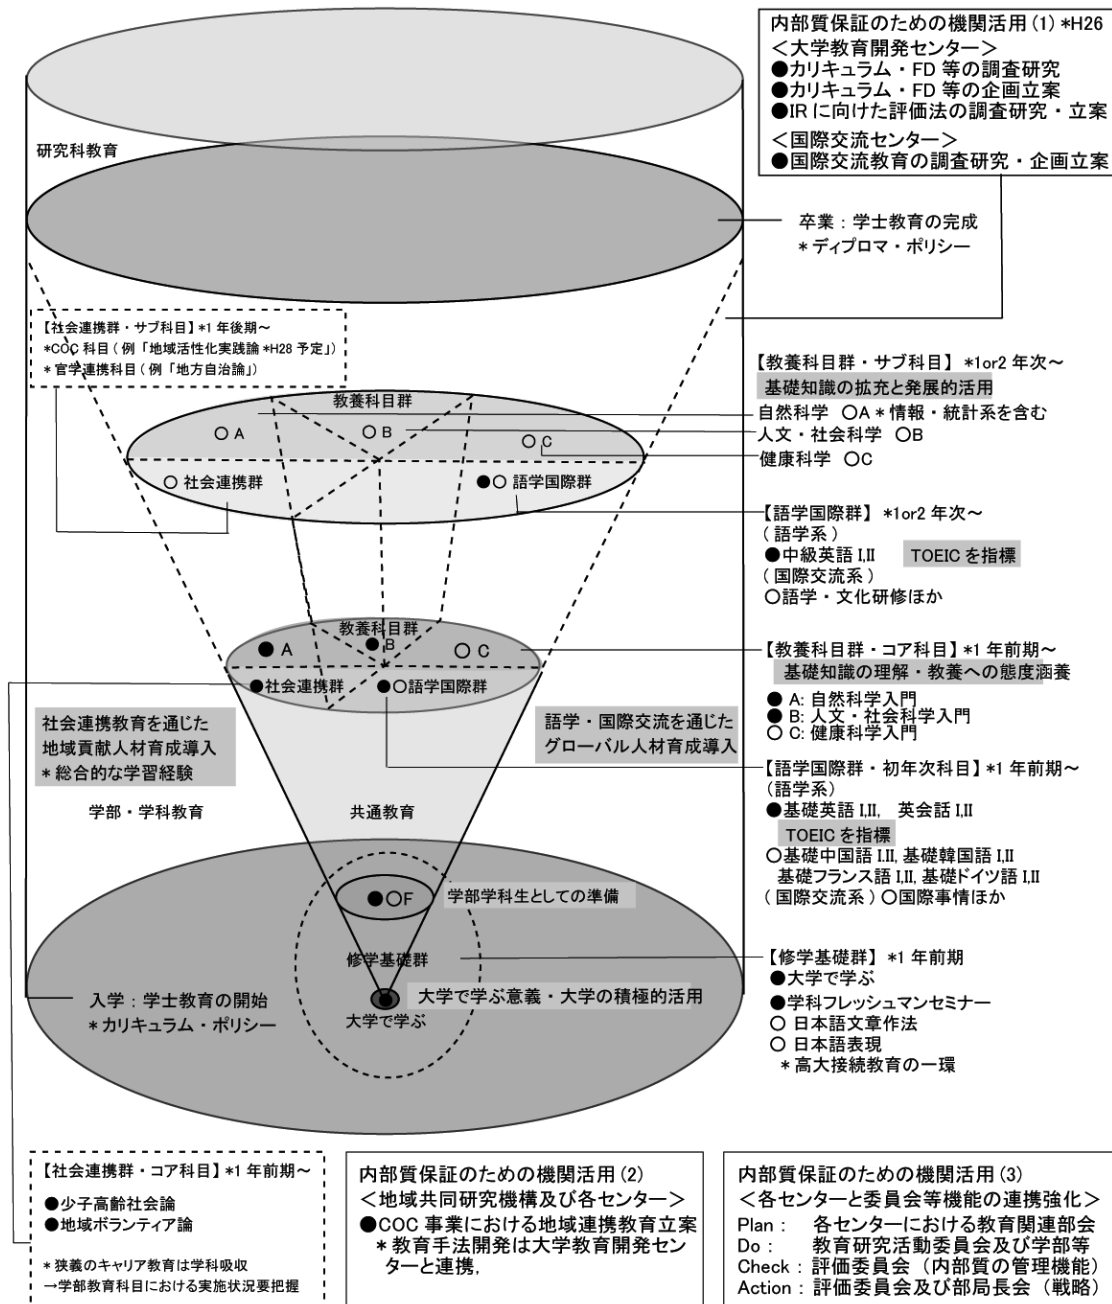 内部質保証のための機関活用(1) *H26
＜大学教育開発センター＞
●カリキュラム・FD 等の調査研究
●カリキュラム・FD 等の企画立案
●IR に向けた評価法の調査研究・立案
＜国際交流センター＞
●国際交流教育の調査研究・企画立案
研究科教育
卒業：学士教育の完成
*ディプロマ・ポリシー
【社会連携群・サブ科目】*1 年後期～
*COC 科目（例「地域活性化実践論*H28 予定」）
*官学連携科目（例「地方自治論」）
【教養科目群・サブ科目】 *1or2 年次～
基礎知識の拡充と発展的活用
自然科学 ○A *情報・統計系を含む
人文・社会科学 ○B
健康科学 ○C
教養科目群
○ A
○ B
○ C
○ 社会連携群
●○ 語学国際群
【語学国際群】 *1or2 年次～
（語学系）
●中級英語 I,II TOEIC を指標
（国際交流系）
○語学・文化研修ほか
教養科目群
● A
● B
○ C
●社会連携群
●○語学国際群
【教養科目群・コア科目】*1 年前期～
基礎知識の理解・教養への態度涵養
● A: 自然科学入門
● B: 人文・社会科学入門
○ C: 健康科学入門
社会連携教育を通じた
地域貢献人材育成導入
*総合的な学習経験
語学・国際交流を通じた
グローバル人材育成導入
【語学国際群・初年次科目】*1 年前期～
（語学系）
●基礎英語 I,II, 英会話 I,II
TOEIC を指標
○基礎中国語 I.II, 基礎韓国語 I,II
基礎フランス語 I,II, 基礎ドイツ語 I,II
（国際交流系）○国際事情ほか
学部・学科教育
共通教育
●○F
学部学科生としての準備
修学基礎群
大学で学ぶ意義・大学の積極的活用
大学で学ぶ
入学：学士教育の開始
*カリキュラム・ポリシー
【修学基礎群】 *1 年前期
●大学で学ぶ
●学科フレッシュマンセミナー
○ 日本語文章作法
○ 日本語表現
*高大接続教育の一環
【社会連携群・コア科目】*1 年前期～
●少子高齢社会論
●地域ボランティア論
*狭義のキャリア教育は学科吸収
→学部教育科目における実施状況要把握
内部質保証のための機関活用(2)
＜地域共同研究機構及び各センター＞
●COC 事業における地域連携教育立案
*教育手法開発は大学教育開発セン
ターと連携.
内部質保証のための機関活用(3)
＜各センターと委員会等機能の連携強化＞
Plan： 各センターにおける教育関連部会
Do： 教育研究活動委員会及び学部等
Check：評価委員会（内部質の管理機能）
Action：評価委員会及び部局長会（戦略）